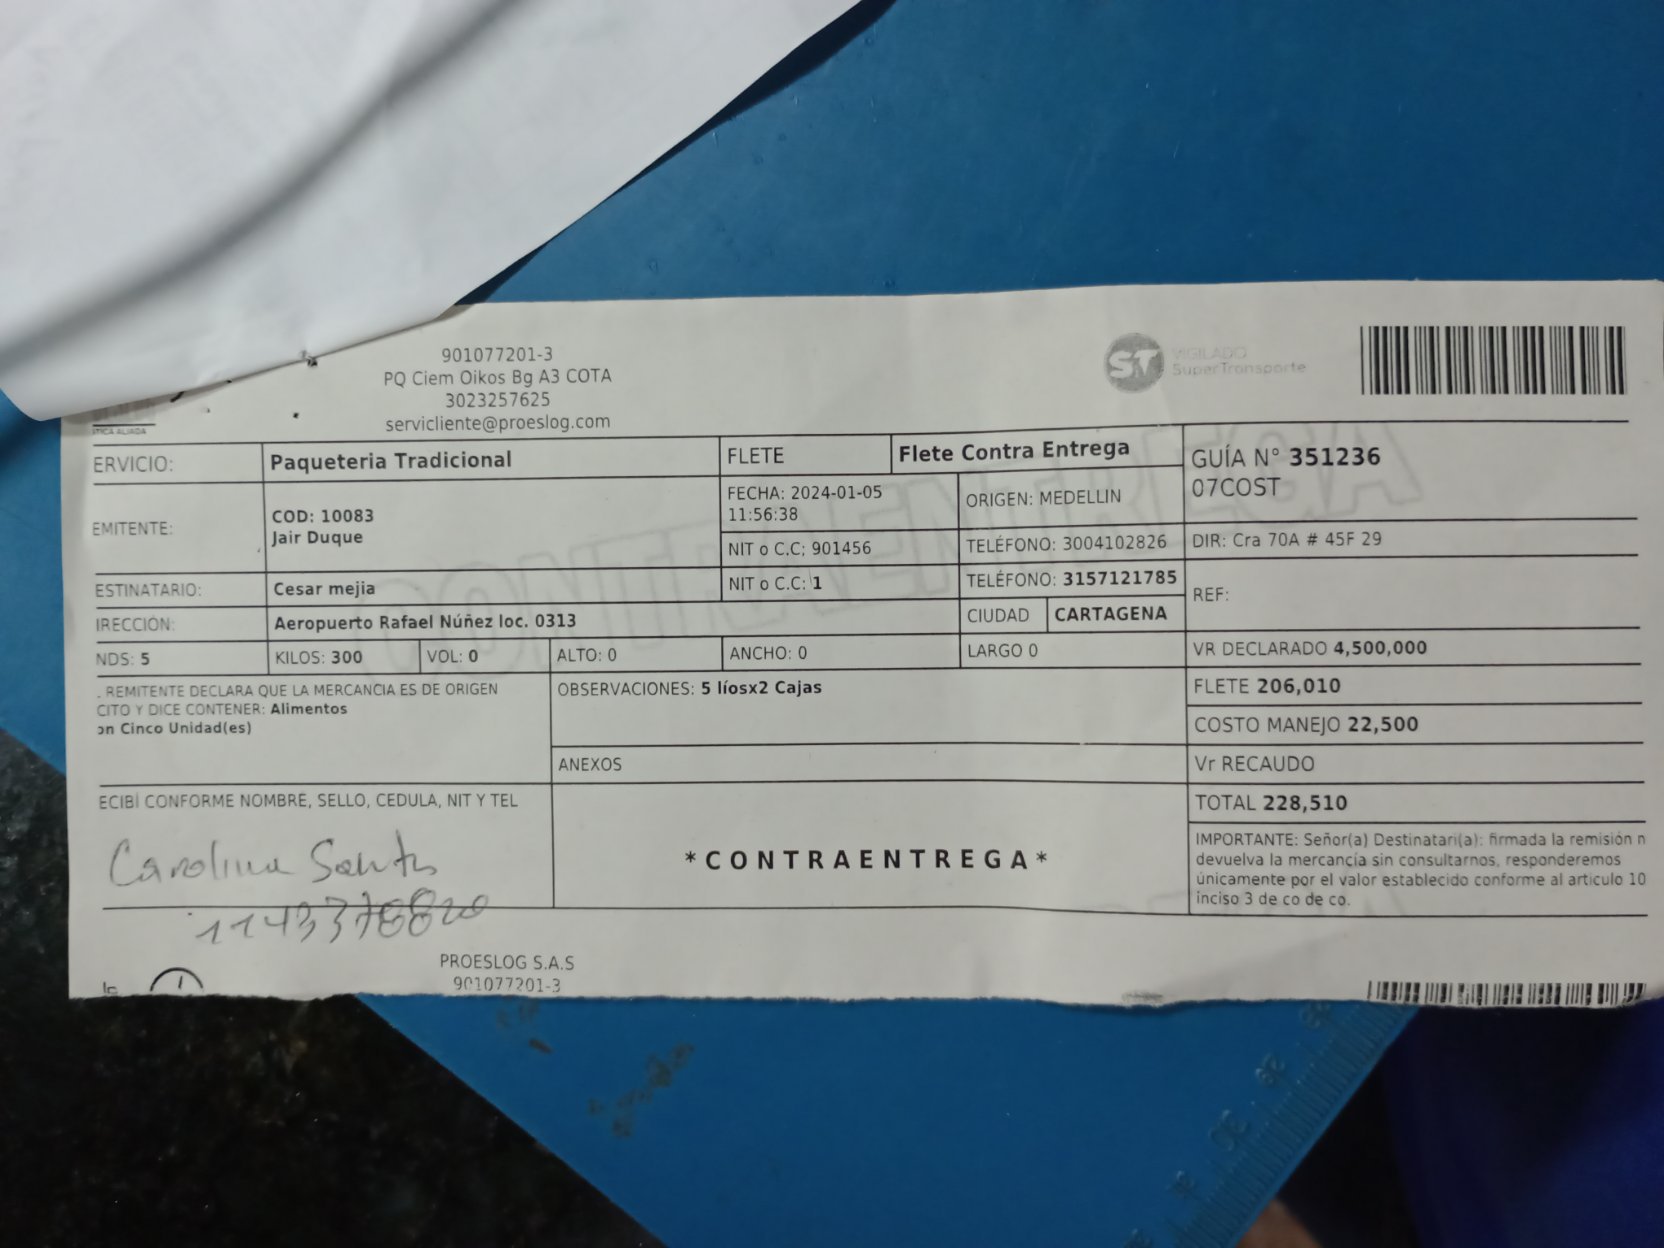 901077201-3
PQ Ciem Oikos Bg A3 COTA
3023257625
servicliente@proeslog.com
ST VIGILADO
SuperTransporte
TICA ALIADA
ERVICIO: Paqueteria Tradicional FLETE Flete Contra Entrega
GUÍA N° 351236
07COST
EMITENTE: COD: 10083
Jair Duque
FECHA: 2024-01-05
11:56:38
ORIGEN: MEDELLIN
NIT o C.C; 901456 TELÉFONO: 3004102826 DIR: Cra 70A # 45F 29
ESTINATARIO: Cesar mejia NIT o C.C: 1 TELÉFONO: 3157121785 REF:
IRECCIÓN: Aeropuerto Rafael Núñez loc. 0313 CIUDAD CARTAGENA
NDS: 5 KILOS: 300 VOL: 0 ALTO: 0 ANCHO: 0 LARGO 0 VR DECLARADO 4,500,000
. REMITENTE DECLARA QUE LA MERCANCIA ES DE ORIGEN
CITO Y DICE CONTENER: Alimentos
on Cinco Unidad(es)
OBSERVACIONES: 5 líosx2 Cajas
FLETE 206,010
COSTO MANEJO 22,500
ANEXOS
Vr RECAUDO
ECIBÍ CONFORME NOMBRE, SELLO, CEDULA, NIT Y TEL
TOTAL 228,510
Carolina
*CONTRAENTREGA*
IMPORTANTE: Señor(a) Destinatari(a): firmada la remisión n
devuelva la mercancía sin consultarnos, responderemos
únicamente por el valor establecido conforme al articulo 10
inciso 3 de co de co.
CONTRAENTREGA
PROESLOG S.A.S
901077201-3